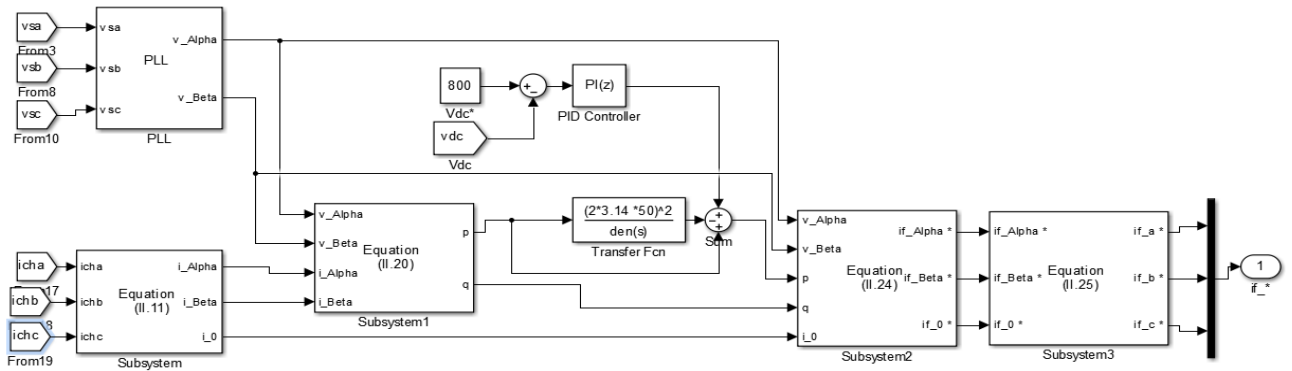 vsa
From3
vsb
From8
vsc
From10
vsa
vsb
vsc
PLL
v_Alpha
v_Beta
PLL
800
Vdc*
vdc
Vdc
+
−
PI(z)
PID Controller
icha
ichb
ichc
From19
icha
ichb
ichc
Equation
(II.11)
i_Alpha
i_Beta
i_0
Subsystem
v_Alpha
v_Beta
i_Alpha
i_Beta
Equation
(II.20)
p
q
Subsystem1
(2*3.14 *50)^2
den(s)
Transfer Fcn
+
−
+
Sum
v_Alpha
v_Beta
p
q
i_0
Equation
(II.24)
if_Alpha *
if_Beta *
if_0 *
Subsystem2
if_Alpha *
if_Beta *
if_0 *
Equation
(II.25)
if_a *
if_b *
if_c *
Subsystem3
1
if_*